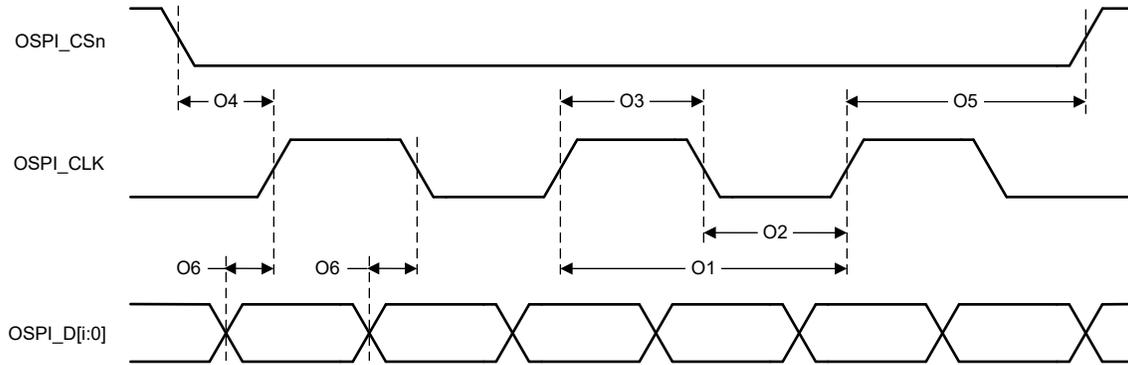 OSPI_CSn
O4
O3
O5
OSPI_CLK
O2
O6
O6
O1
OSPI_D[i:0]